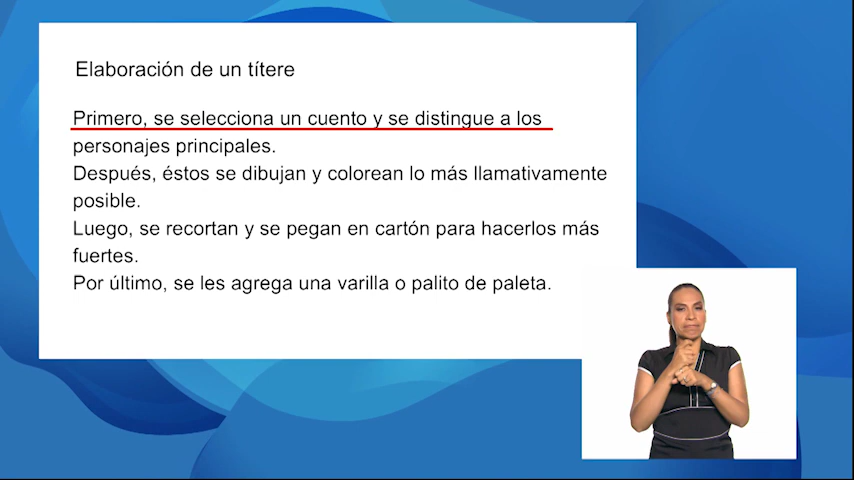 Elaboración de un títere
Primero, se selecciona un cuento y se distingue a los
personajes principales.
Después, éstos se dibujan y colorean lo más llamativamente
posible.
Luego, se recortan y se pegan en cartón para hacerlos más
fuertes.
Por último, se les agrega una varilla o palito de paleta.